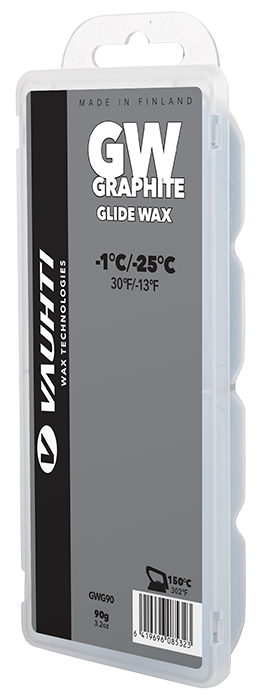 MADE IN FINLAND
GW
GRAPHITE
GLIDE WAX
-1°C/-25°C
30°F/-13°F
VAUHTI
WAX TECHNOLOGIES
150°C
302°F
GWG90
90g
3.2oz
6 419696 085323